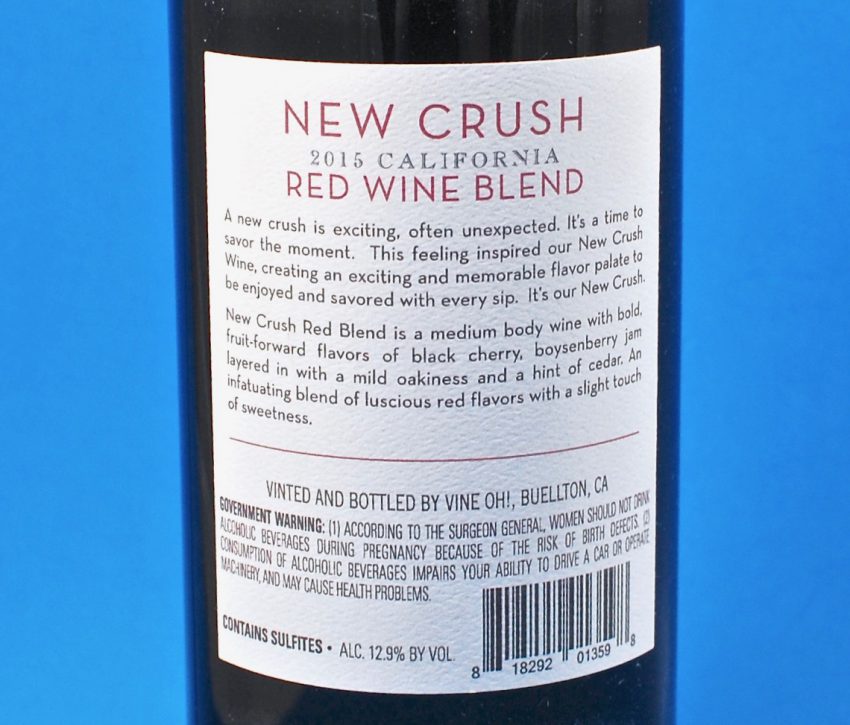 NEW CRUSH
2015 CALIFORNIA
RED WINE BLEND
A new crush is exciting, often unexpected. It's a time to
savor the moment. This feeling inspired our New Crush
Wine, creating an exciting and memorable flavor palate to
be enjoyed and savored with every sip. It's our New Crush.
New Crush Red Blend is a medium body wine with bold,
fruit-forward flavors of black cherry, boysenberry jam
layered in with a mild oakiness and a hint of cedar. An
infatuating blend of luscious red flavors with a slight touch
of sweetness.
VINTED AND BOTTLED BY VINE OH!, BUELLTON, CA
GOVERNMENT WARNING: (1) ACCORDING TO THE SURGEON GENERAL, WOMEN SHOULD NOT DRINK
ALCOHOLIC BEVERAGES DURING PREGNANCY BECAUSE OF THE RISK OF BIRTH DEFECTS. (2)
CONSUMPTION OF ALCOHOLIC BEVERAGES IMPAIRS YOUR ABILITY TO DRIVE A CAR OR OPERATE
MACHINERY, AND MAY CAUSE HEALTH PROBLEMS.
CONTAINS SULFITES • ALC. 12.9% BY VOL.
8 18292 01359 8